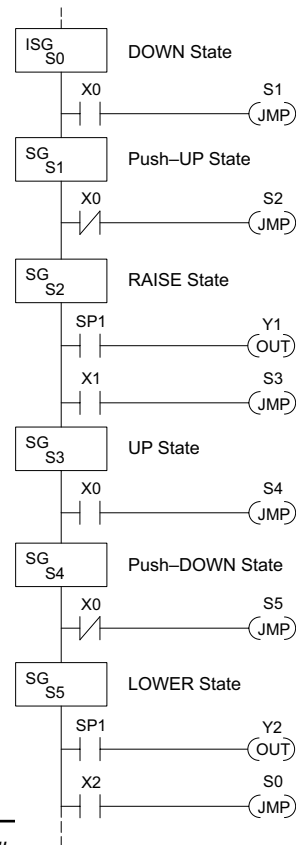 ISG
S0
DOWN State
X0
S1
JMP
SG
S1
Push–UP State
X0
S2
JMP
SG
S2
RAISE State
SP1
Y1
OUT
X1
S3
JMP
SG
S3
UP State
X0
S4
JMP
SG
S4
Push–DOWN State
X0
S5
JMP
SG
S5
LOWER State
SP1
Y2
OUT
X2
S0
JMP